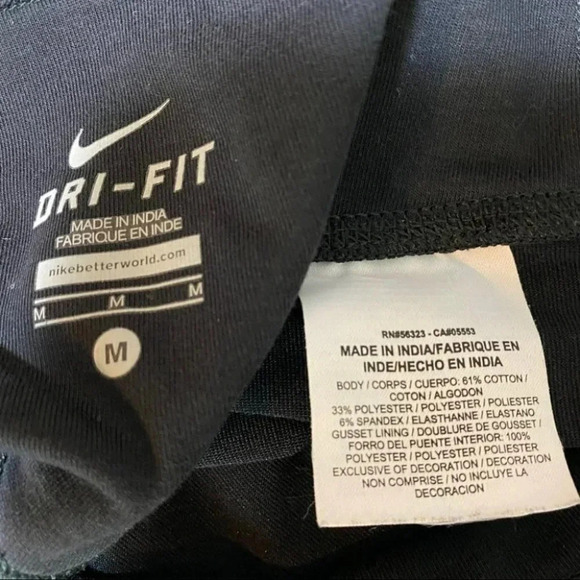 DRI-FIT
MADE IN INDIA
FABRIQUE EN INDE
nikebetterworld.com
M M M
M
RN#56323 - CA#05553
MADE IN INDIA/FABRIQUE EN
INDE/HECHO EN INDIA
BODY / CORPS / CUERPO: 61% COTTON /
COTON / ALGODON
33% POLYESTER / POLYESTER / POLIESTER
6% SPANDEX / ELASTHANNE / ELASTANO
GUSSET LINING / DOUBLURE DE GOUSSET /
FORRO DEL PUENTE INTERIOR: 100%
POLYESTER / POLYESTER / POLIESTER
EXCLUSIVE OF DECORATION / DECORATION
NON COMPRISE / NO INCLUYE LA
DECORACION